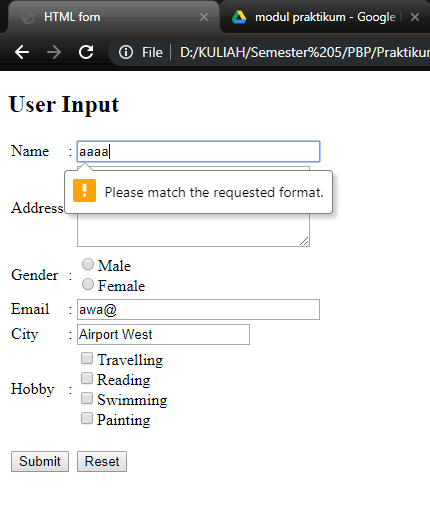 HTML forn
modul praktikum - Google
File D:/KULIAH/Semester%205/PBP/Praktikum
User Input
Name : aaaa
Please match the requested format.
Address
Gender : Male
Female
Email : awa@
City : Airport West
Hobby : Travelling
Reading
Swimming
Painting
Submit Reset